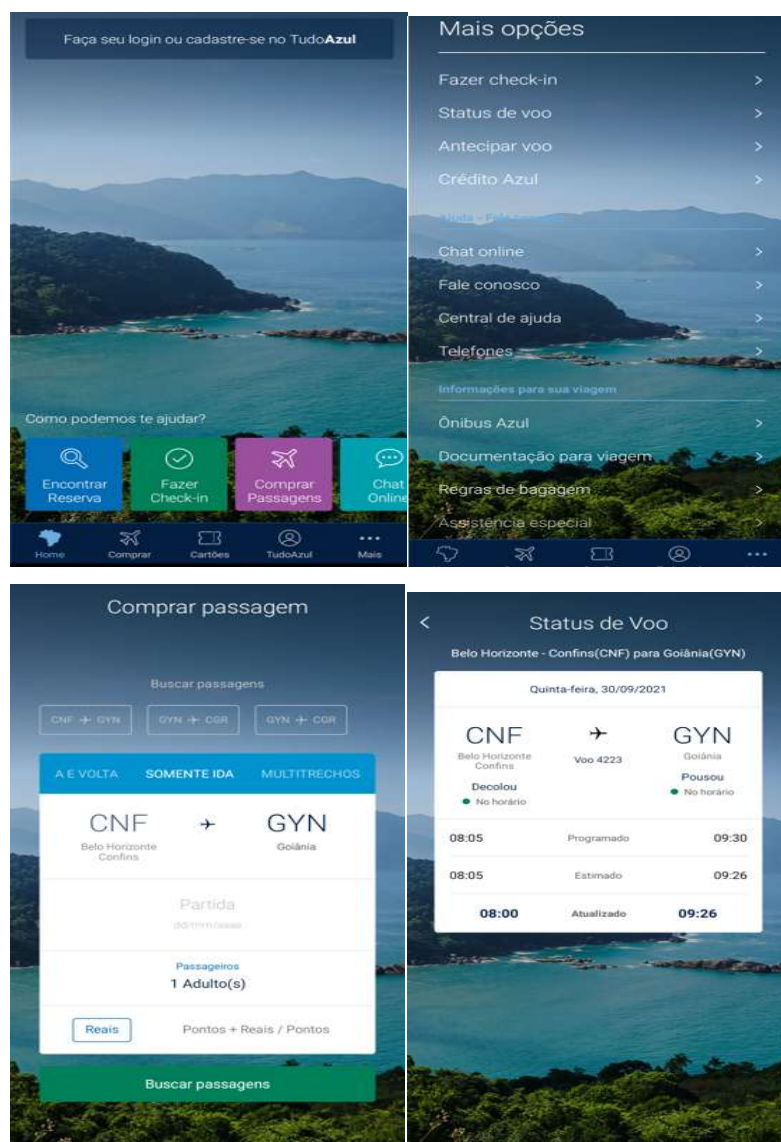 Faça seu login ou cadastre-se no TudoAzul
Como podemos te ajudar?
Encontrar
Reserva
Fazer
Check-in
Comprar
Passagens
Chat
Online
Home
Comprar
Cartões
TudoAzul
Mais
Mais opções
Fazer check-in
Status de voo
Antecipar voo
Crédito Azul
Ajuda - Fale
Chat online
Fale conosco
Central de ajuda
Telefones
Informações para sua viagem
Ônibus Azul
Documentação para viagem
Regras de bagagem
Assistência especial
Comprar passagem
Buscar passagens
CNF GYN
GYN CGR
GYN CGR
A E VOLTA SOMENTE IDA MULTITRECHOS
CNF GYN
Belo Horizonte
Confins
Goiânia
Partida
dd/mm/aaaa
Passageiros
1 Adulto(s)
Reais Pontos + Reais / Pontos
Buscar passagens
Status de Voo
Belo Horizonte - Confins(CNF) para Goiânia(GYN)
Quinta-feira, 30/09/2021
CNF GYN
Belo Horizonte
Confins
Voo 4223
Goiânia
Decolou
No horário
Pousou
No horário
08:05 Programado 09:30
08:05 Estimado 09:26
08:00 Atualizado 09:26